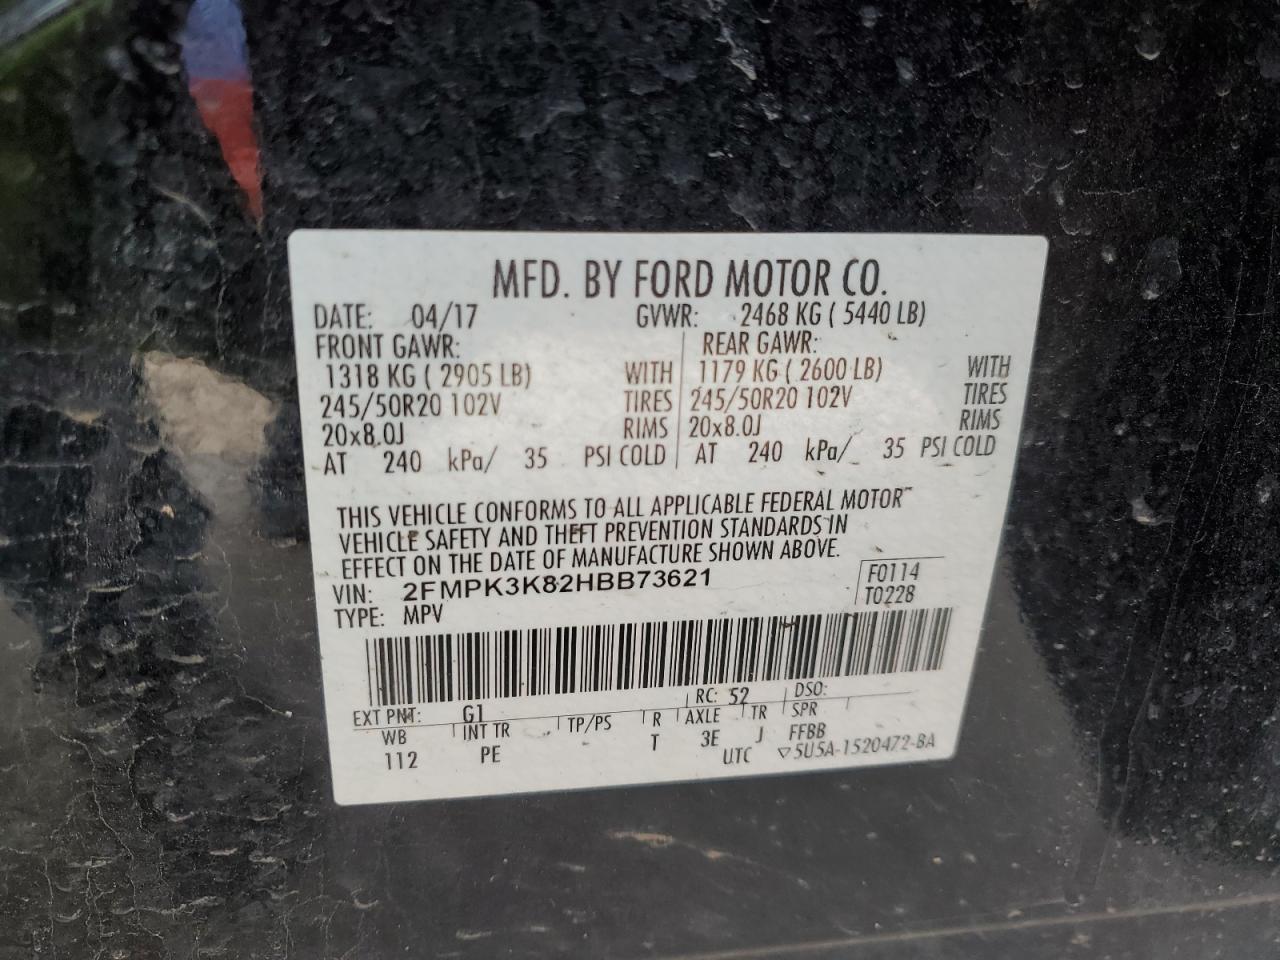 MFD. BY FORD MOTOR CO.
DATE: 04/17 GVWR: 2468 KG ( 5440 LB)
FRONT GAWR: REAR GAWR:
1318 KG ( 2905 LB) WITH 1179 KG ( 2600 LB) WITH
245/50R20 102V TIRES 245/50R20 102V TIRES
20x8.0J RIMS 20x8.0J RIMS
AT 240 kPa/ 35 PSI COLD AT 240 kPa/ 35 PSI COLD
THIS VEHICLE CONFORMS TO ALL APPLICABLE FEDERAL MOTOR
VEHICLE SAFETY AND THEFT PREVENTION STANDARDS IN
EFFECT ON THE DATE OF MANUFACTURE SHOWN ABOVE.
VIN: 2FMPK3K82HBB73621 F0114
TYPE: MPV T0228
EXT PNT: G1 RC: 52 DSO:
WB INT TR TP/PS R AXLE TR SPR
112 PE T 3E J FFBB
UTC ▽5U5A-1520472-BA